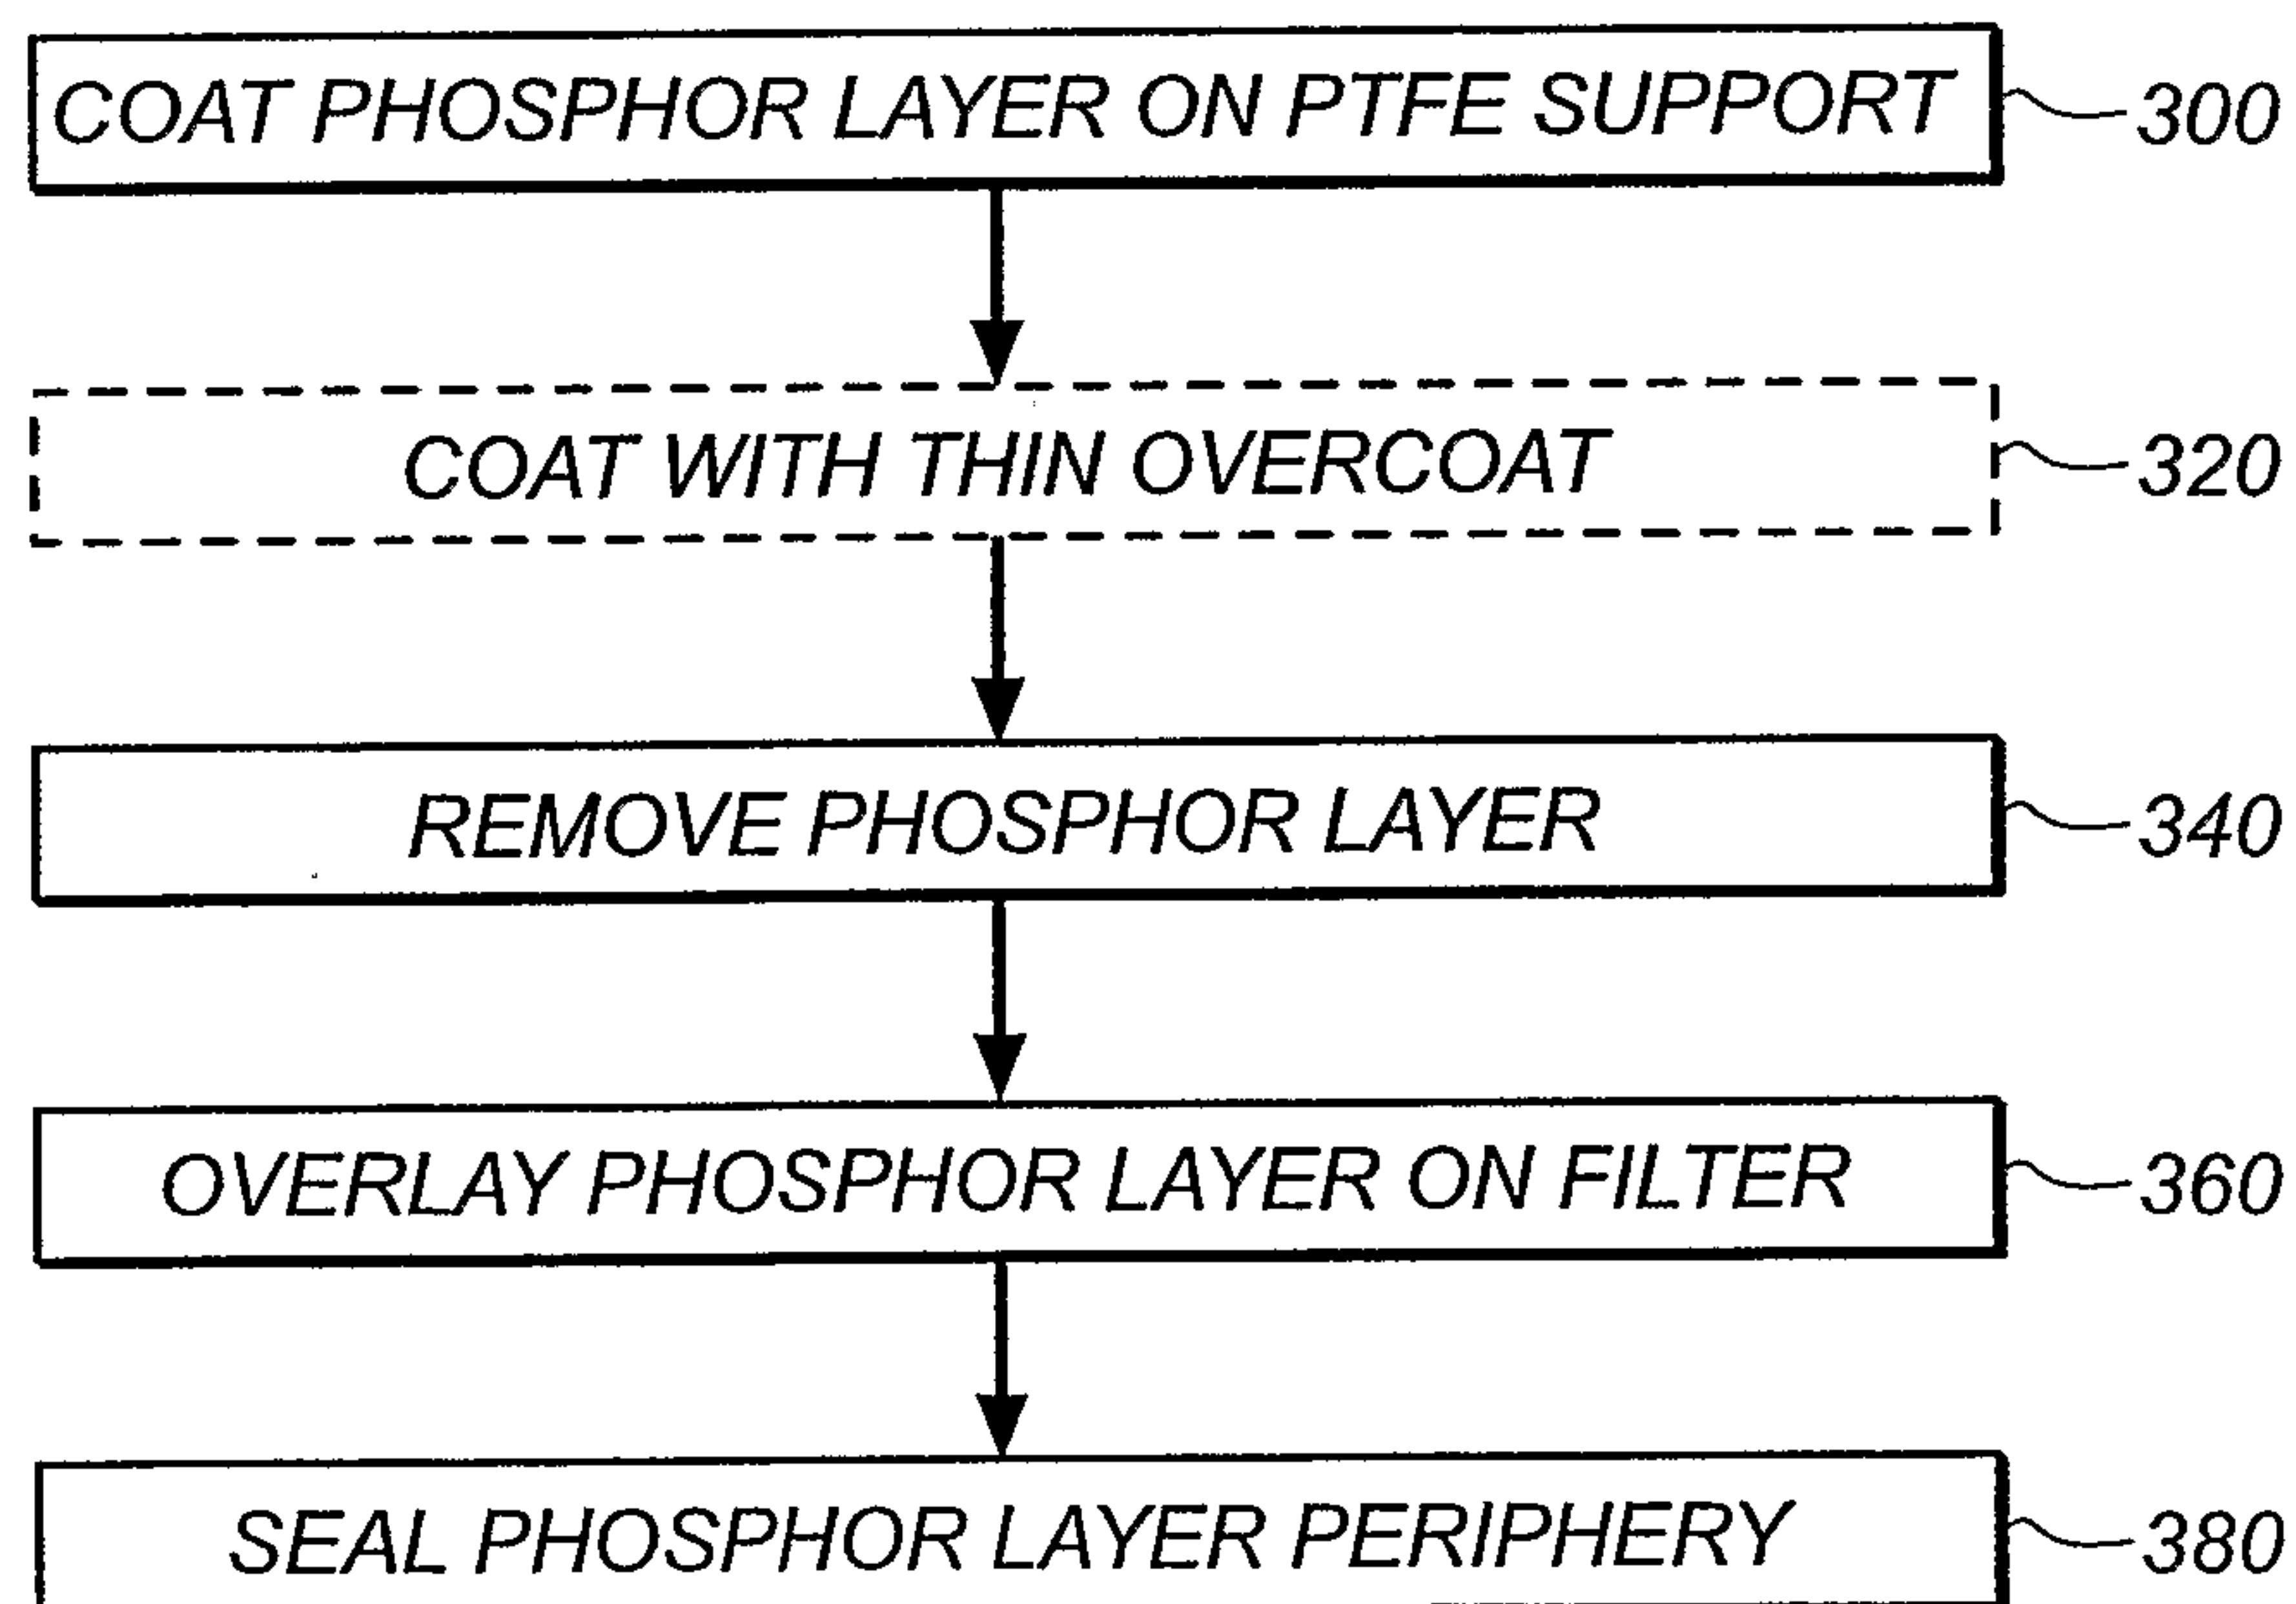 COAT PHOSPHOR LAYER ON PTFE SUPPORT
300
COAT WITH THIN OVERCOAT
320
REMOVE PHOSPHOR LAYER
340
OVERLAY PHOSPHOR LAYER ON FILTER
360
SEAL PHOSPHOR LAYER PERIPHERY
380